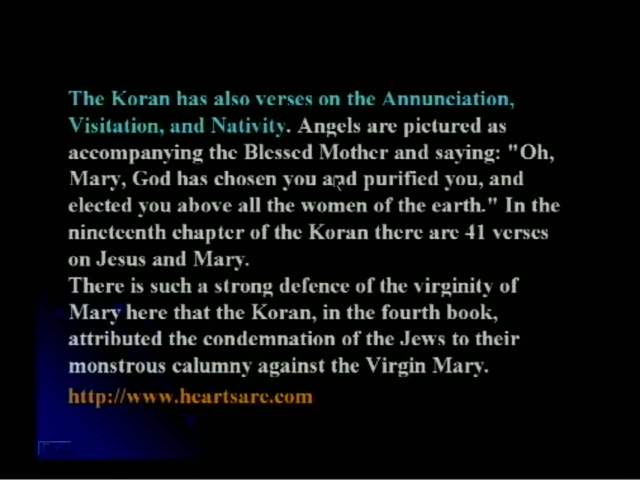 The Koran has also verses on the Annunciation,
Visitation, and Nativity. Angels are pictured as
accompanying the Blessed Mother and saying: "Oh,
Mary, God has chosen you and purified you, and
elected you above all the women of the earth." In the
nineteenth chapter of the Koran there are 41 verses
on Jesus and Mary.
There is such a strong defence of the virginity of
Mary here that the Koran, in the fourth book,
attributed the condemnation of the Jews to their
monstrous calumny against the Virgin Mary.
http://www.heartsare.com